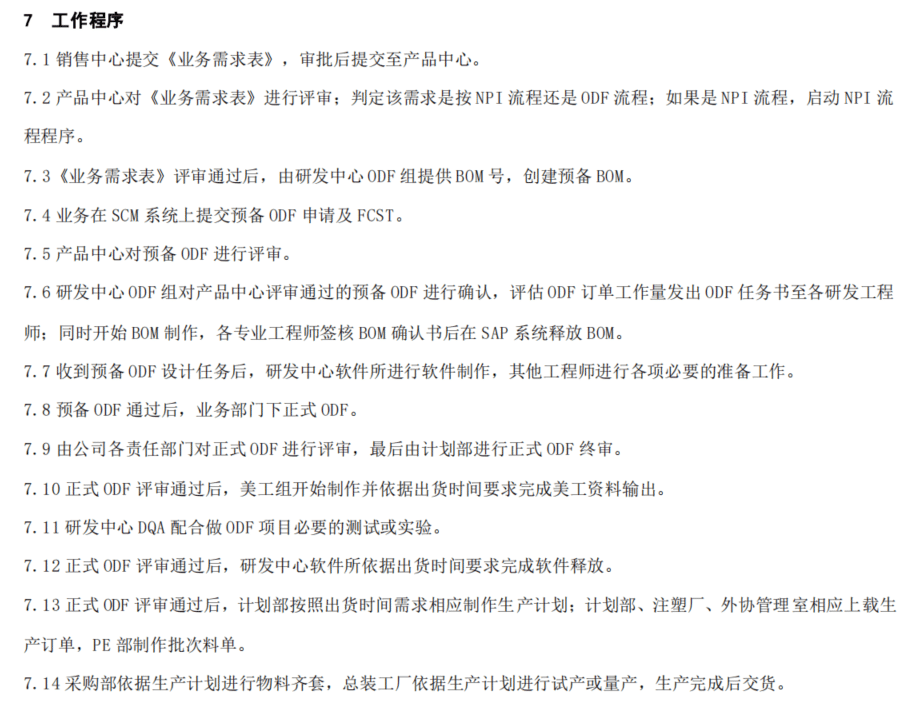 7 工作程序
7.1 销售中心提交《业务需求表》，审批后提交至产品中心。
7.2 产品中心对《业务需求表》进行评审；判定该需求是按 NPI 流程还是 ODF 流程；如果是 NPI 流程，启动 NPI 流
程程序。
7.3《业务需求表》评审通过后，由研发中心 ODF 组提供 BOM 号，创建预备 BOM。
7.4 业务在 SCM 系统上提交预备 ODF 申请及 FCST。
7.5 产品中心对预备 ODF 进行评审。
7.6 研发中心 ODF 组对产品中心评审通过的预备 ODF 进行确认，评估 ODF 订单工作量发出 ODF 任务书至各研发工程
师；同时开始 BOM 制作，各专业工程师签核 BOM 确认书后在 SAP 系统释放 BOM。
7.7 收到预备 ODF 设计任务后，研发中心软件所进行软件制作，其他工程师进行各项必要的准备工作。
7.8 预备 ODF 通过后，业务部门下正式 ODF。
7.9 由公司各责任部门对正式 ODF 进行评审，最后由计划部进行正式 ODF 终审。
7.10 正式 ODF 评审通过后，美工组开始制作并依据出货时间要求完成美工资料输出。
7.11 研发中心 DQA 配合做 ODF 项目必要的测试或实验。
7.12 正式 ODF 评审通过后，研发中心软件所依据出货时间要求完成软件释放。
7.13 正式 ODF 评审通过后，计划部按照出货时间需求相应制作生产计划；计划部、注塑厂、外协管理室相应上载生
产订单，PE 部制作批次料单。
7.14 采购部依据生产计划进行物料齐套，总装工厂依据生产计划进行试产或量产，生产完成后交货。